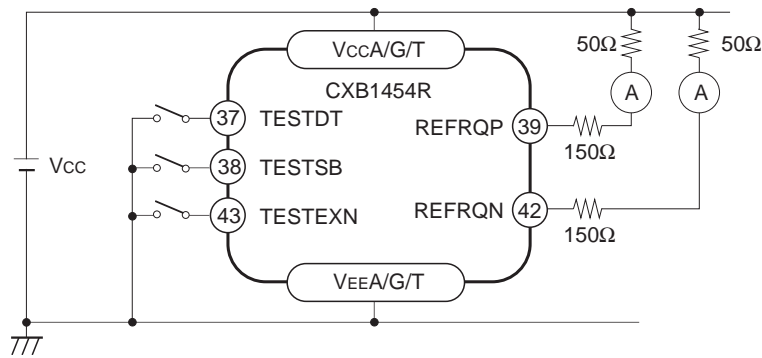 VCCA/G/T
50Ω
50Ω
CXB1454R
A
A
37 TESTDT
REFRQP 39
150Ω
VCC
38 TESTSB
43 TESTEXN
REFRQN 42
150Ω
VEEA/G/T